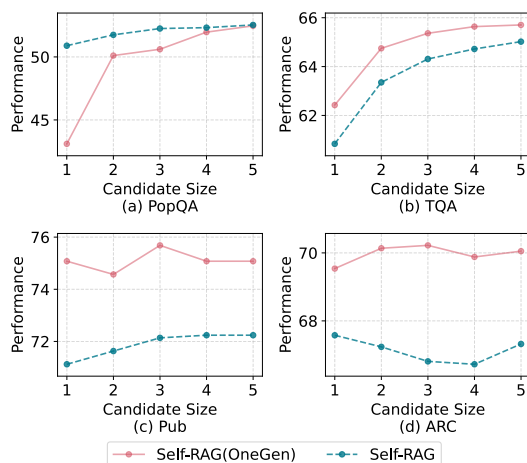 Performance
50
45
1 2 3 4 5
Candidate Size
(a) PopQA
Performance
66
64
62
1 2 3 4 5
Candidate Size
(b) TQA
Performance
76
74
72
1 2 3 4 5
Candidate Size
(c) Pub
Performance
70
68
1 2 3 4 5
Candidate Size
(d) ARC
Self-RAG(OneGen) Self-RAG